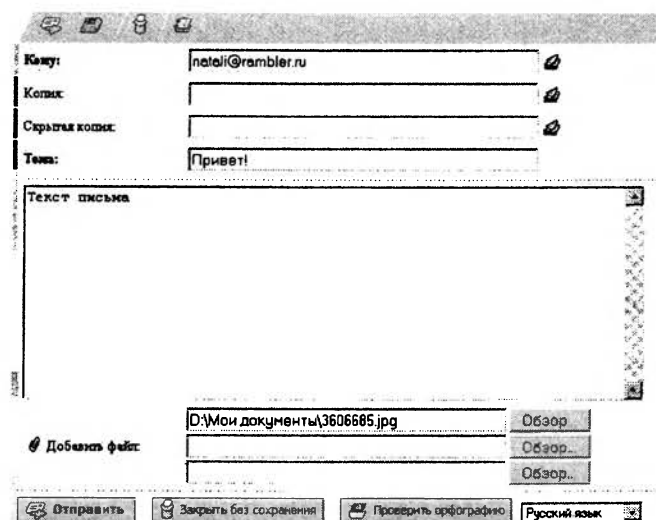 Кому: natali@rambler.ru
Копия:
Скрытая копия:
Тема: Привет!
Текст письма
D:\Мои документы\3606685.jpg Обзор...
Добавить файл: Обзор...
Обзор...
Отправить Закрыть без сохранения Проверить орфографию Русский язык